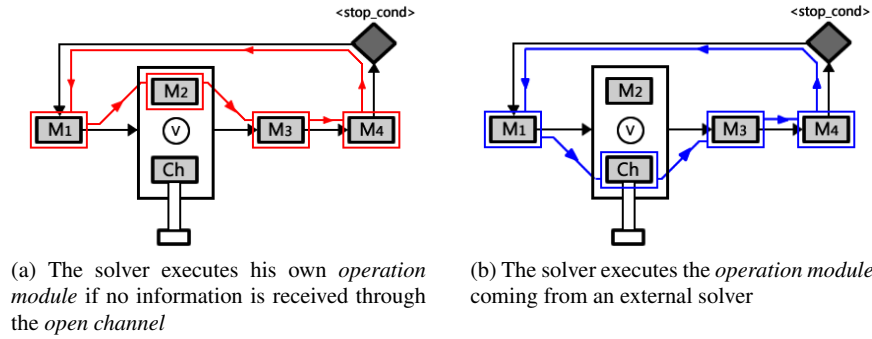 <stop_cond>
M2
M1
V
M3
M4
Ch
(a) The solver executes his own operation
module if no information is received through
the open channel
<stop_cond>
M2
M1
V
M3
M4
Ch
(b) The solver executes the operation module
coming from an external solver